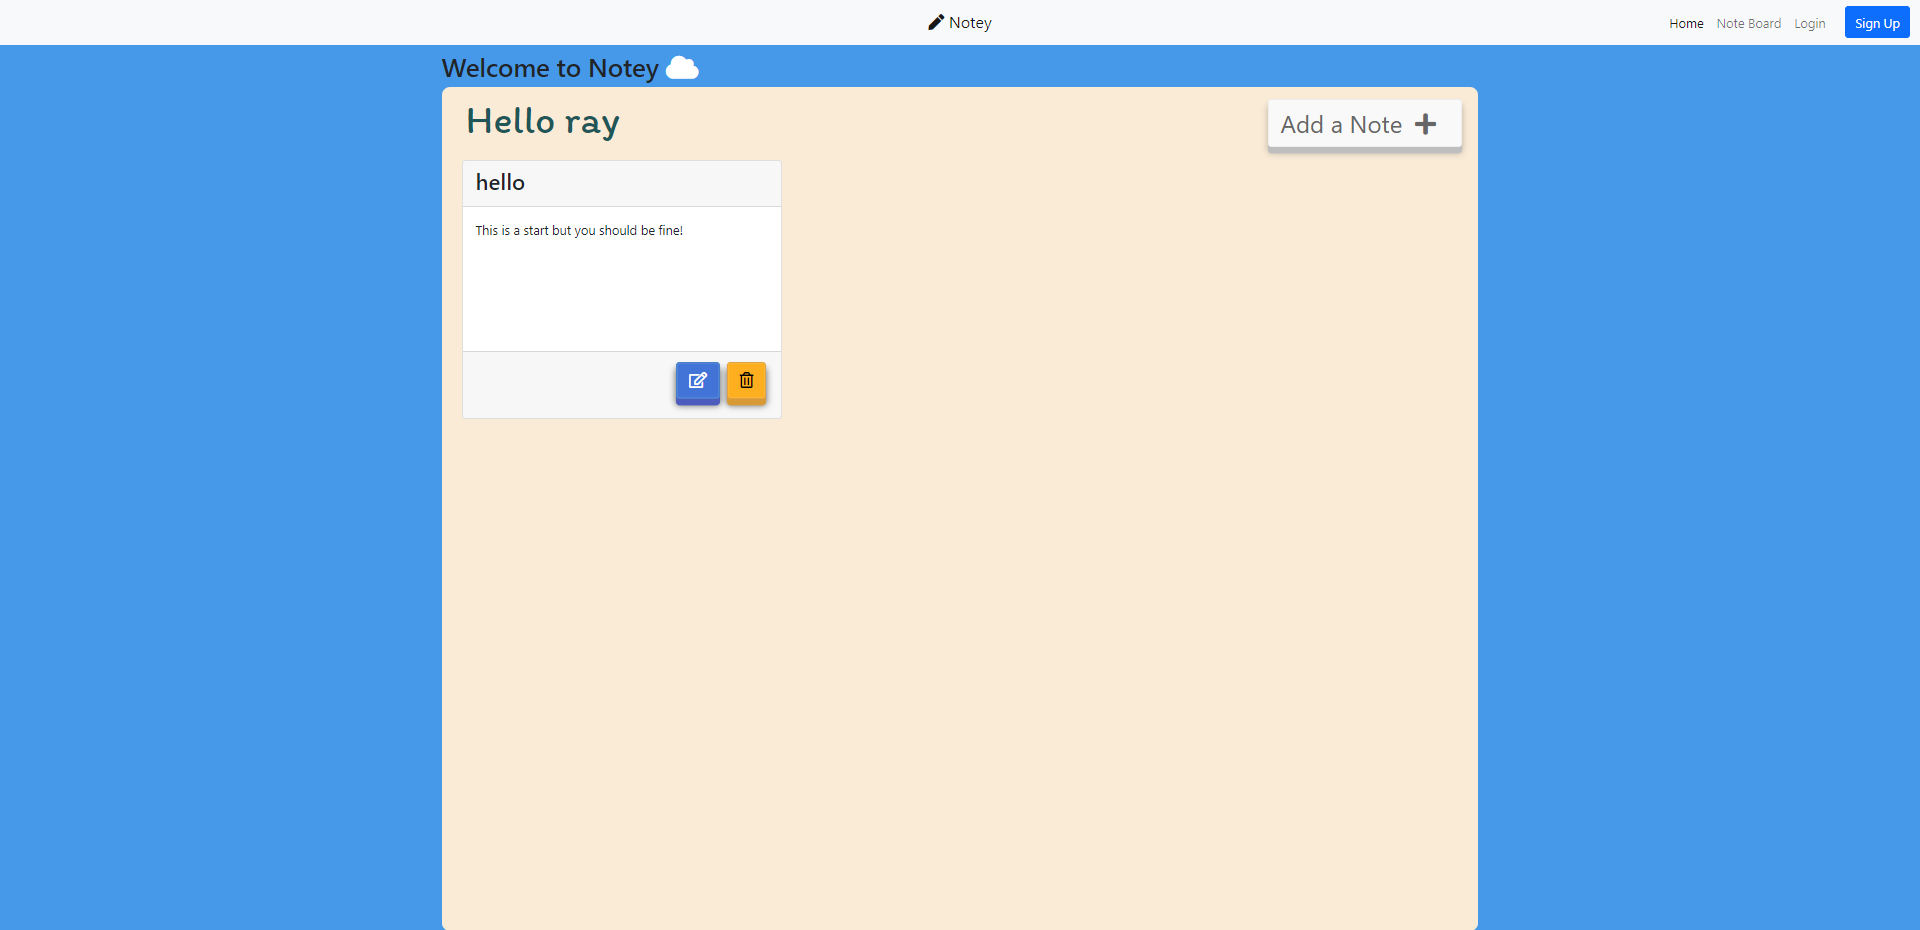 Notey
Home Note Board Login Sign Up
Welcome to Notey
Hello ray
Add a Note
hello
This is a start but you should be fine!